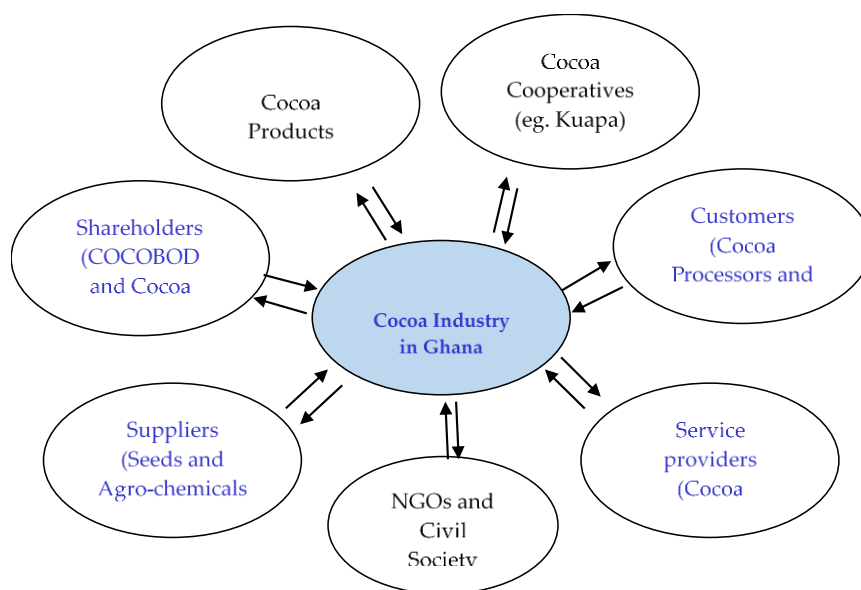 Cocoa
Products
Cocoa
Cooperatives
(eg. Kuapa)
Shareholders
(COCOBOD
and Cocoa
Customers
(Cocoa
Processors and
Cocoa Industry
in Ghana
Suppliers
(Seeds and
Agro-chemicals
NGOs and
Civil
Society
Service
providers
(Cocoa